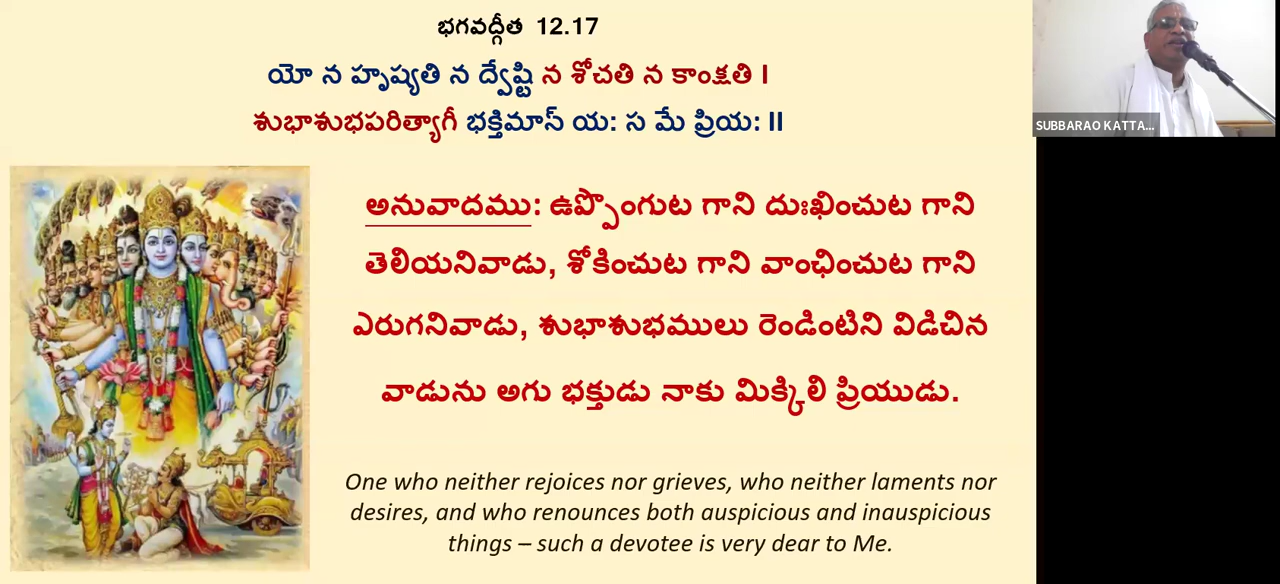 భగవద్గీత 12.17
యో న హృష్యతి న ద్వేష్టి న శోచతి న కాంక్షతి I
శుభాశుభపరిత్యాగీ భక్తిమాస్ య: స మే ప్రియ: II
SUBBARAO KATTA...
అనువాదము: ఉప్పొంగుట గాని దుఃఖించుట గాని
తెలియనివాడు, శోకించుట గాని వాంఛించుట గాని
ఎరుగనివాడు, శుభాశుభములు రెండింటిని విడిచిన
వాడును అగు భక్తుడు నాకు మిక్కిలి ప్రియుడు.
One who neither rejoices nor grieves, who neither laments nor
desires, and who renounces both auspicious and inauspicious
things – such a devotee is very dear to Me.